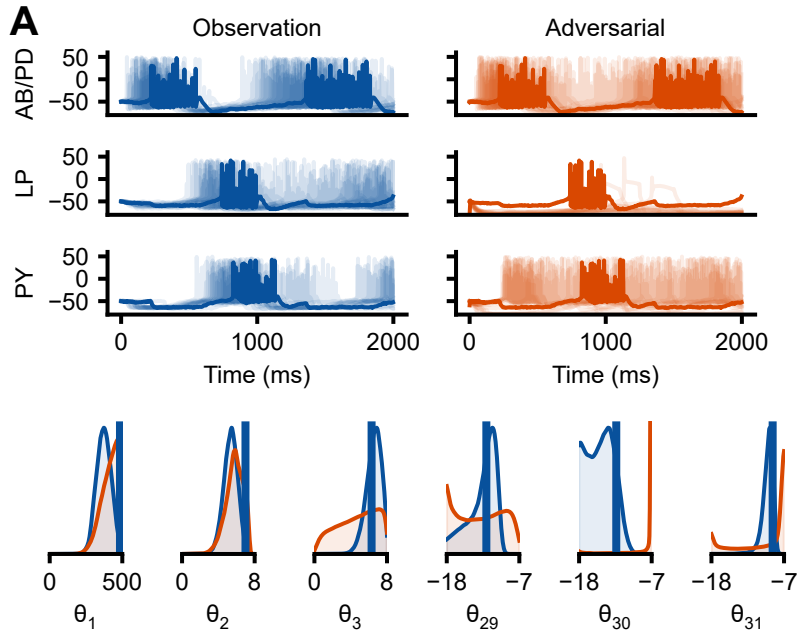 A
Observation Adversarial
AB/PD 50 0 −50
LP 50 0 −50
PY 50 0 −50
0 1000 2000 0 1000 2000
Time (ms) Time (ms)
0 500 0 8 0 8 −18 −7 −18 −7 −18 −7
θ1 θ2 θ3 θ29 θ30 θ31